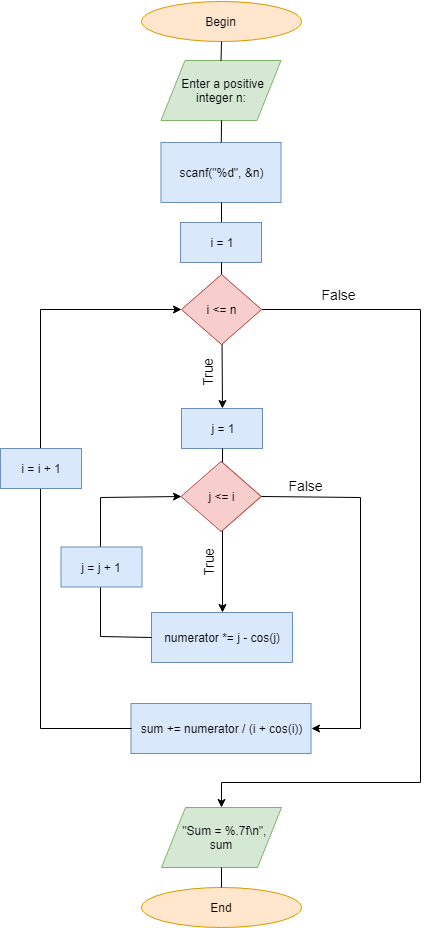 Begin
Enter a positive
integer n:
scanf("%d", &n)
i = 1
i <= n
False
True
j = 1
i = i + 1
j <= i
False
True
j = j + 1
numerator *= j - cos(j)
sum += numerator / (i + cos(i))
"Sum = %.7f\n",
sum
End